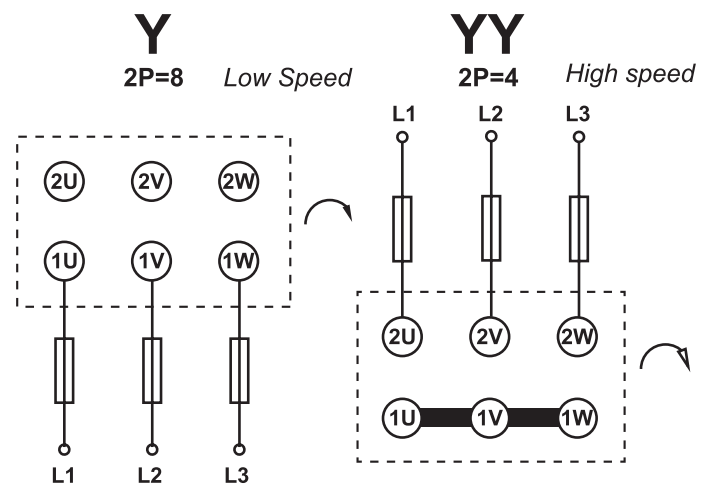 Y
2P=8 Low Speed
2U 2V 2W
1U 1V 1W
L1 L2 L3
YY
2P=4 High speed
L1 L2 L3
2U 2V 2W
1U 1V 1W